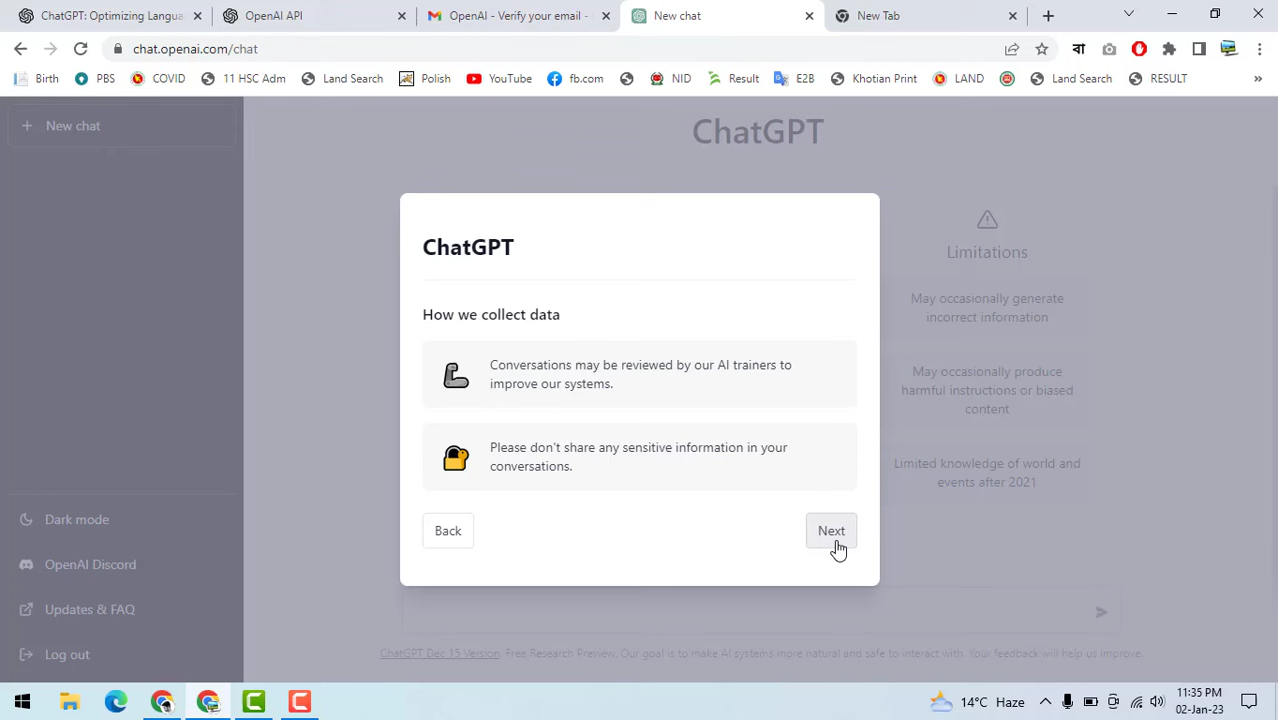 ChatGPT: Optimizing Langua
OpenAI API
OpenAI - Verify your email -
New chat
New Tab
chat.openai.com/chat
বা
Birth
PBS
COVID
11 HSC Adm
Land Search
Polish
YouTube
fb.com
NID
Result
E2B
Khotian Print
LAND
Land Search
RESULT
»
+ New chat
ChatGPT
Limitations
May occasionally generate
incorrect information
May occasionally produce
harmful instructions or biased
content
Limited knowledge of world and
events after 2021
ChatGPT
How we collect data
Conversations may be reviewed by our AI trainers to
improve our systems.
Please don't share any sensitive information in your
conversations.
Back
Next
Dark mode
OpenAI Discord
Updates & FAQ
Log out
ChatGPT Dec 15 Version. Free Research Preview. Our goal is to make AI systems more natural and safe to interact with. Your feedback will help us improve.
14°C Haze
11:35 PM
02-Jan-23